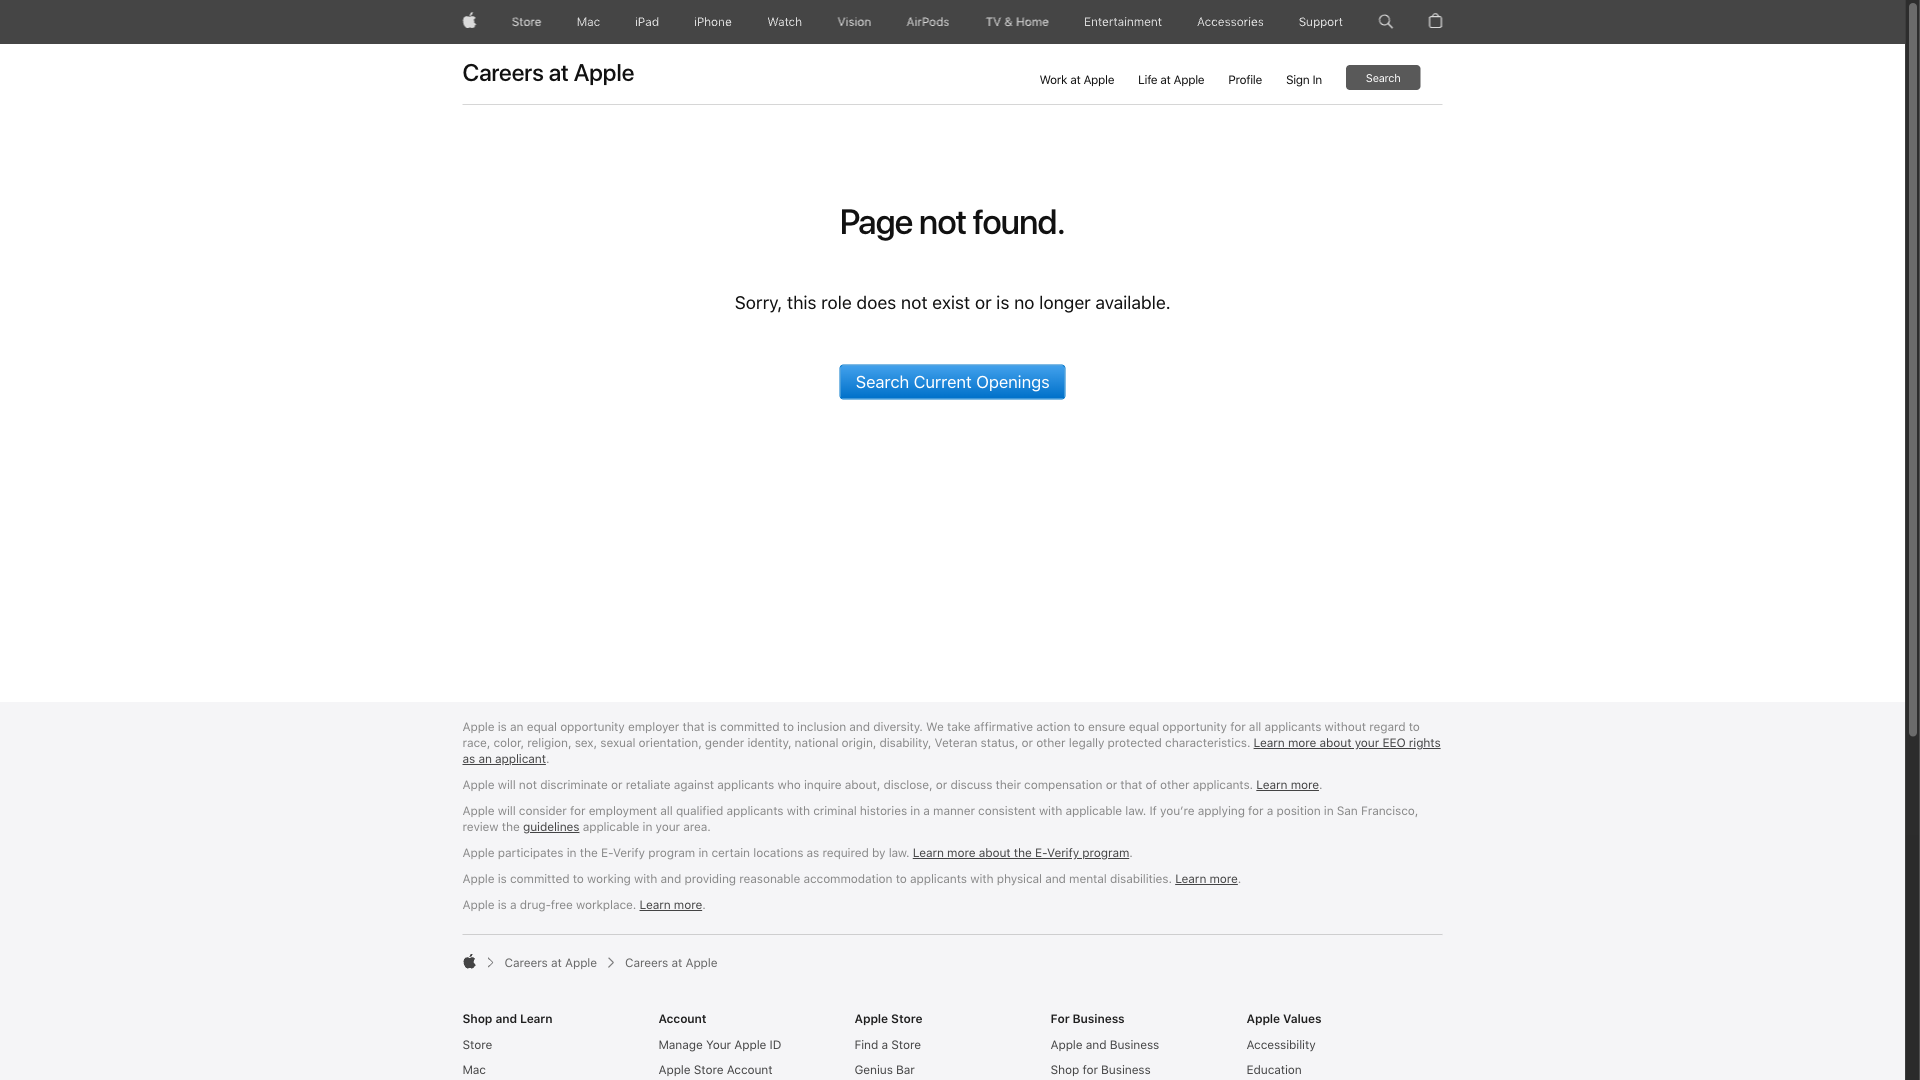 Store Mac iPad iPhone Watch Vision AirPods TV & Home Entertainment Accessories Support
Careers at Apple
Work at Apple Life at Apple Profile Sign In Search
Page not found.
Sorry, this role does not exist or is no longer available.
Search Current Openings
Apple is an equal opportunity employer that is committed to inclusion and diversity. We take affirmative action to ensure equal opportunity for all applicants without regard to
race, color, religion, sex, sexual orientation, gender identity, national origin, disability, Veteran status, or other legally protected characteristics. Learn more about your EEO rights
as an applicant.
Apple will not discriminate or retaliate against applicants who inquire about, disclose, or discuss their compensation or that of other applicants. Learn more.
Apple will consider for employment all qualified applicants with criminal histories in a manner consistent with applicable law. If you’re applying for a position in San Francisco,
review the guidelines applicable in your area.
Apple participates in the E-Verify program in certain locations as required by law. Learn more about the E-Verify program.
Apple is committed to working with and providing reasonable accommodation to applicants with physical and mental disabilities. Learn more.
Apple is a drug-free workplace. Learn more.
Careers at Apple Careers at Apple
Shop and Learn Account Apple Store For Business Apple Values
Store Manage Your Apple ID Find a Store Apple and Business Accessibility
Mac Apple Store Account Genius Bar Shop for Business Education